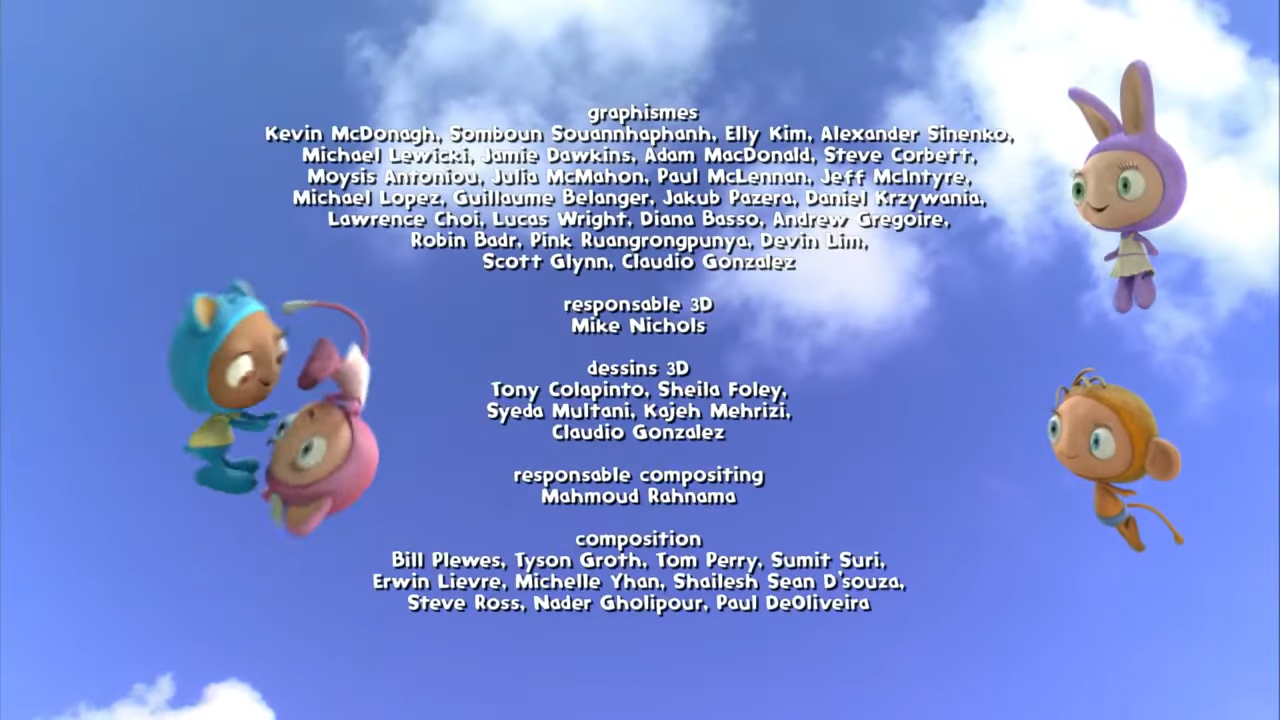 graphismes
Kevin McDonagh, Somboun Souannhaphanh, Elly Kim, Alexander Sinenko,
Michael Lewicki, Jamie Dawkins, Adam MacDonald, Steve Corbett,
Moysis Antoniou, Julia McMahon, Paul McLennan, Jeff McIntyre,
Michael Lopez, Guillaume Belanger, Jakub Pazera, Daniel Krzywania,
Lawrence Choi, Lucas Wright, Diana Basso, Andrew Gregoire,
Robin Badr, Pink Ruangrongpunya, Devin Lim,
Scott Glynn, Claudio Gonzalez
responsable 3D
Mike Nichols
dessins 3D
Tony Colapinto, Sheila Foley,
Syeda Multani, Kajeh Mehrizi,
Claudio Gonzalez
responsable compositing
Mahmoud Rahnama
composition
Bill Plewes, Tyson Groth, Tom Perry, Sumit Suri,
Erwin Lievre, Michelle Yhan, Shailesh Sean D'souza,
Steve Ross, Nader Gholipour, Paul DeOliveira